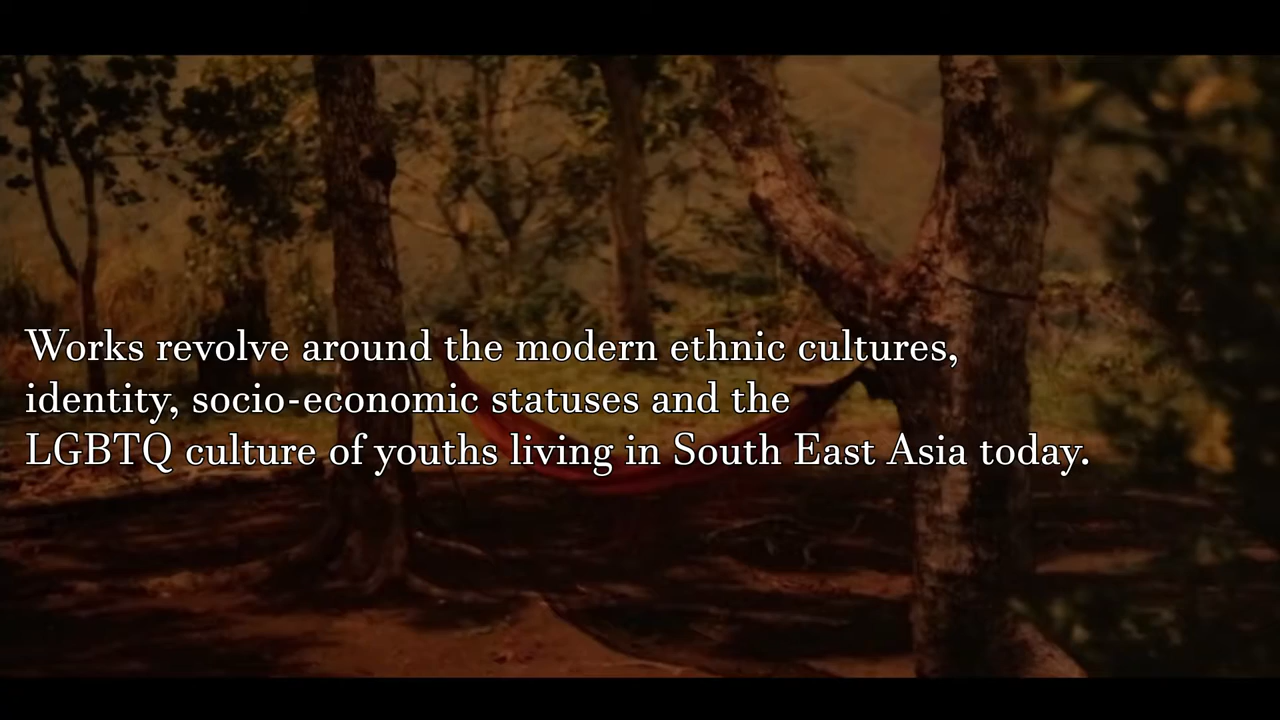 Works revolve around the modern ethnic cultures,
identity, socio-economic statuses and the
LGBTQ culture of youths living in South East Asia today.